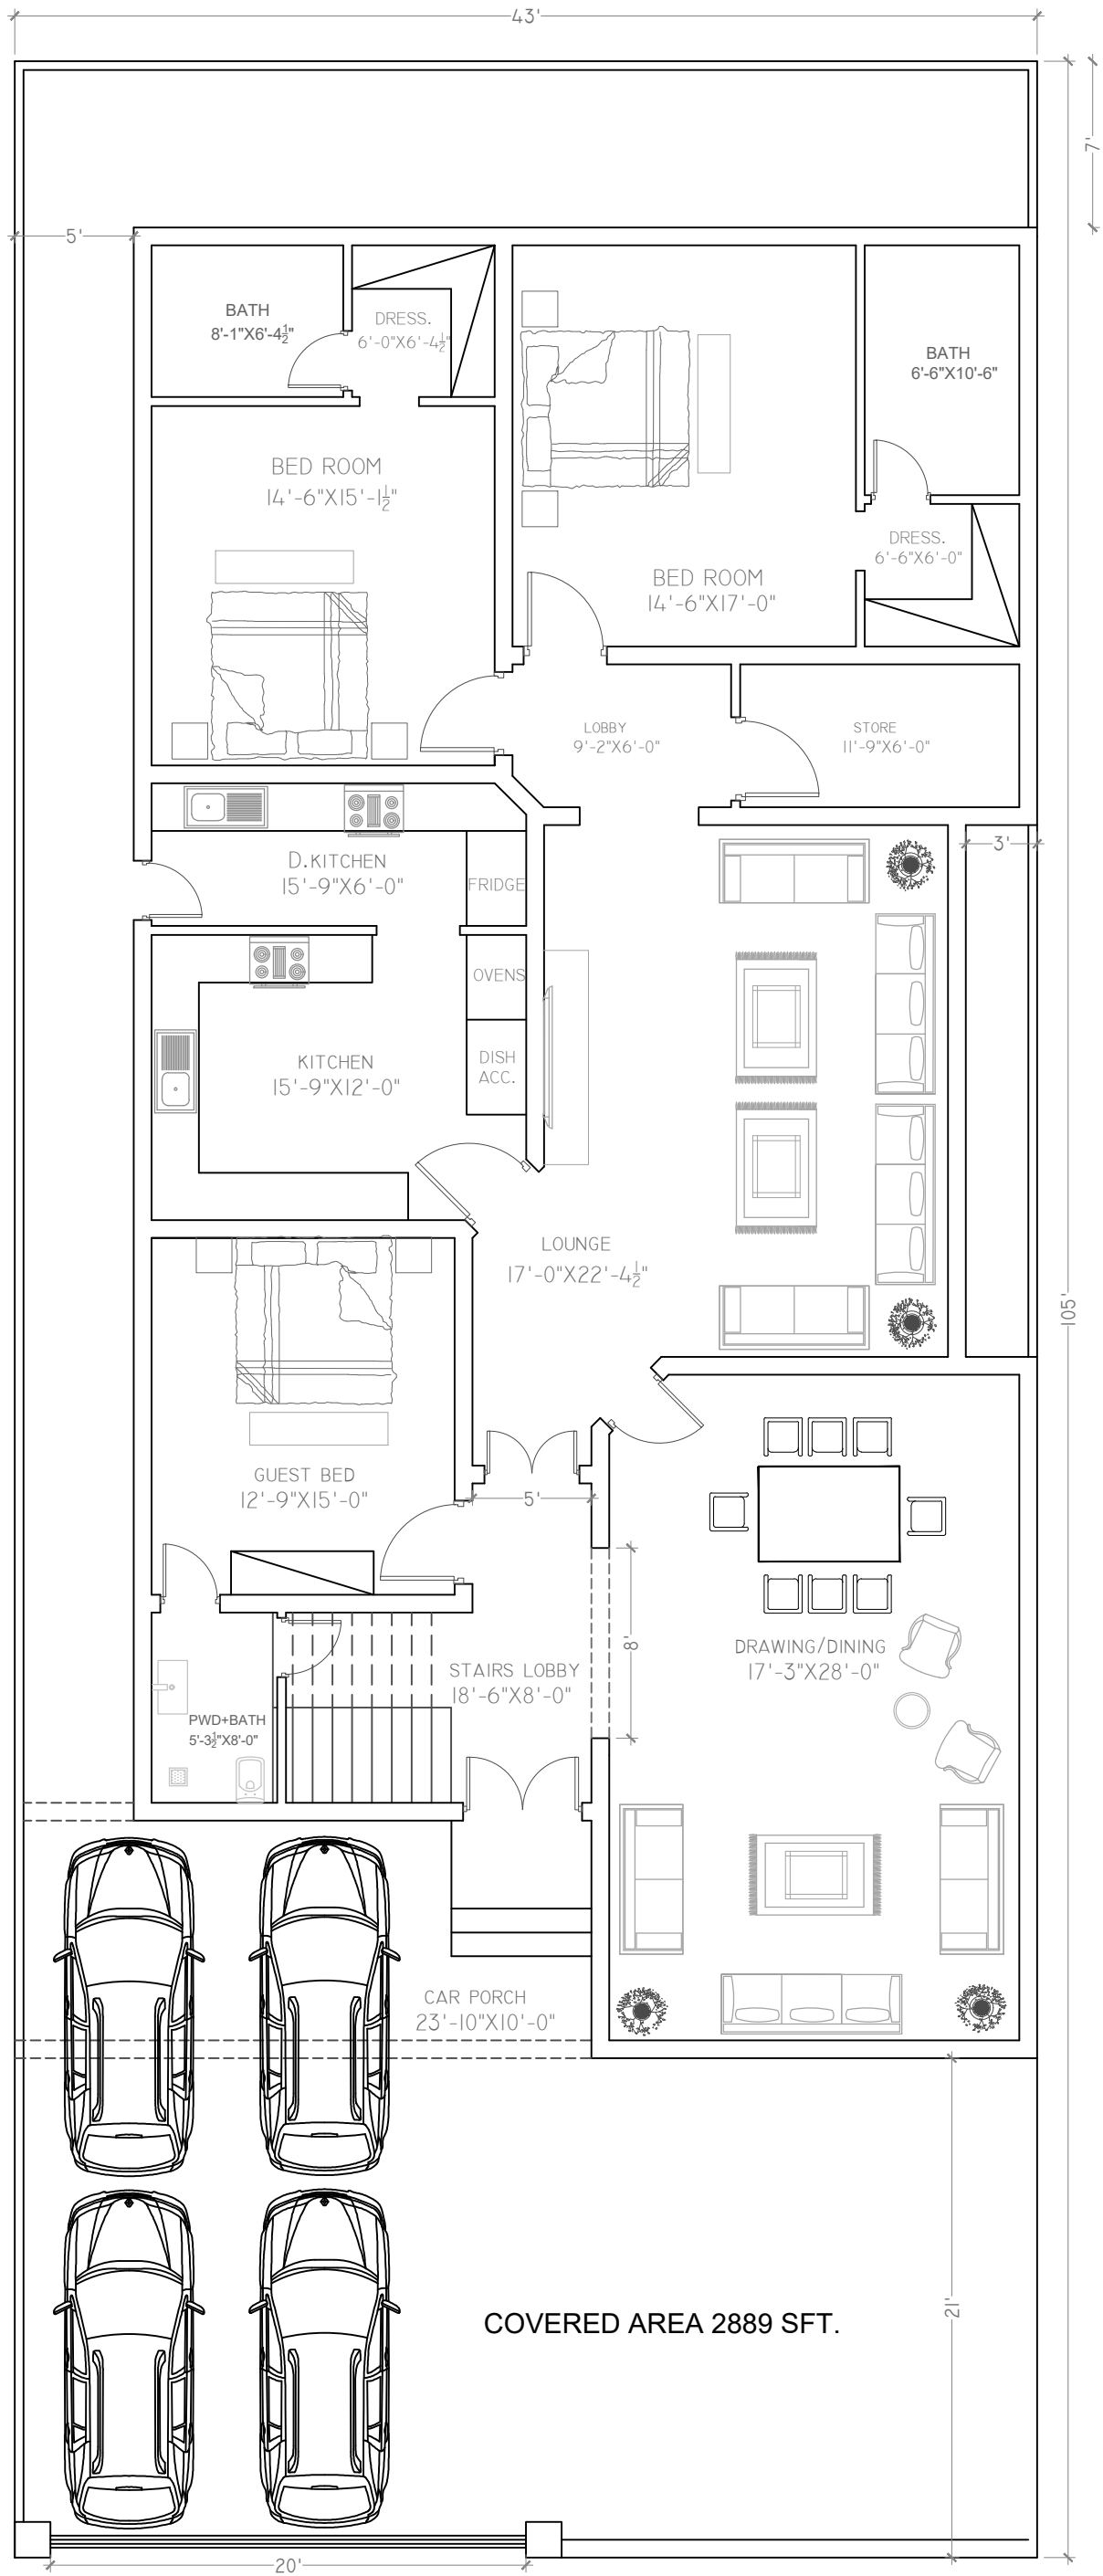 43'
7'
5'
BATH
8'-1"X6'-4½"
DRESS.
6'-0"X6'-4½"
BATH
6'-6"X10'-6"
BED ROOM
14'-6"X15'-1½"
DRESS.
6'-6"X6'-0"
BED ROOM
14'-6"X17'-0"
LOBBY
9'-2"X6'-0"
STORE
11'-9"X6'-0"
3'
D.KITCHEN
15'-9"X6'-0"
FRIDGE
OVENS
KITCHEN
15'-9"X12'-0"
DISH
ACC.
LOUNGE
17'-0"X22'-4½"
105'
GUEST BED
12'-9"X15'-0"
5'
8'
STAIRS LOBBY
18'-6"X8'-0"
DRAWING/DINING
17'-3"X28'-0"
PWD+BATH
5'-3½"X8'-0"
CAR PORCH
23'-10"X10'-0"
21'
COVERED AREA 2889 SFT.
20'